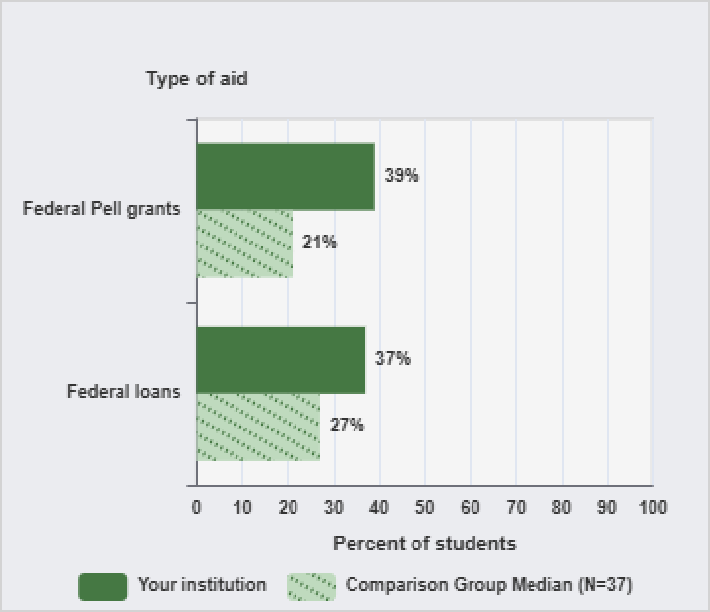 Type of aid
39%
Federal Pell grants
21%
37%
Federal loans
27%
0 10 20 30 40 50 60 70 80 90 100
Percent of students
Your institution Comparison Group Median (N=37)